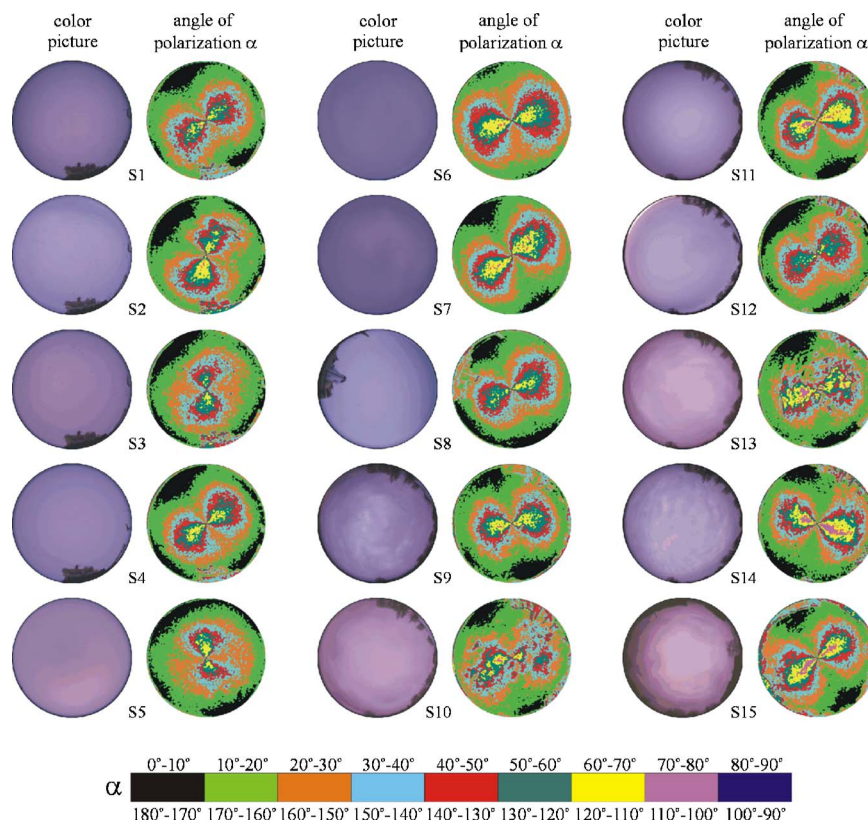 color picture
angle of polarization α
color picture
angle of polarization α
color picture
angle of polarization α
S1
S6
S11
S2
S7
S12
S3
S8
S13
S4
S9
S14
S5
S10
S15
0°-10° 10°-20° 20°-30° 30°-40° 40°-50° 50°-60° 60°-70° 70°-80° 80°-90°
α
180°-170° 170°-160° 160°-150° 150°-140° 140°-130° 130°-120° 120°-110° 110°-100° 100°-90°